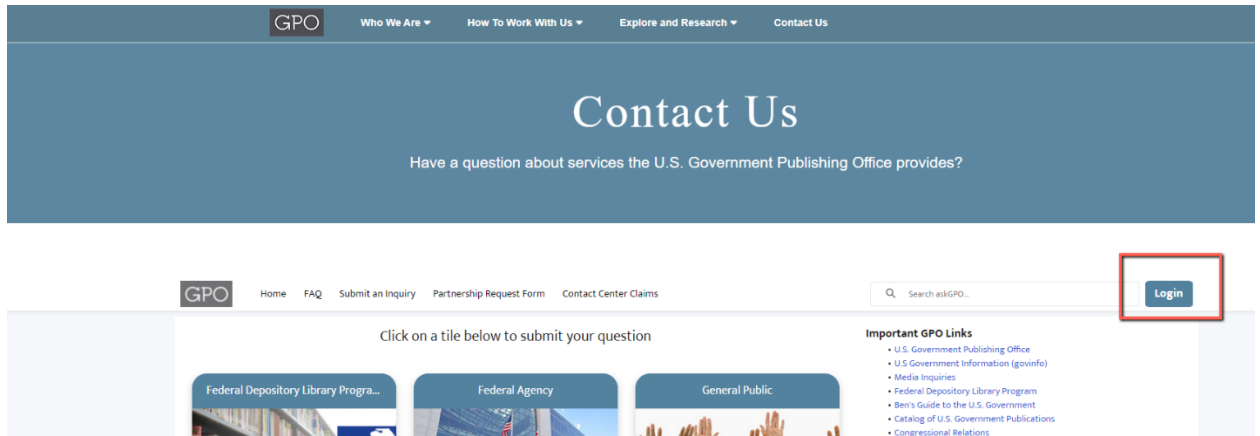 GPO Who We Are How To Work With Us Explore and Research Contact Us
Contact Us
Have a question about services the U.S. Government Publishing Office provides?
GPO Home FAQ Submit an Inquiry Partnership Request Form Contact Center Claims Search askGPO... Login
Click on a tile below to submit your question
Federal Depository Library Progra...
Federal Agency
General Public
Important GPO Links
• U.S. Government Publishing Office
• U.S Government Information (govinfo)
• Media Inquiries
• Federal Depository Library Program
• Ben's Guide to the U.S. Government
• Catalog of U.S. Government Publications
• Congressional Relations